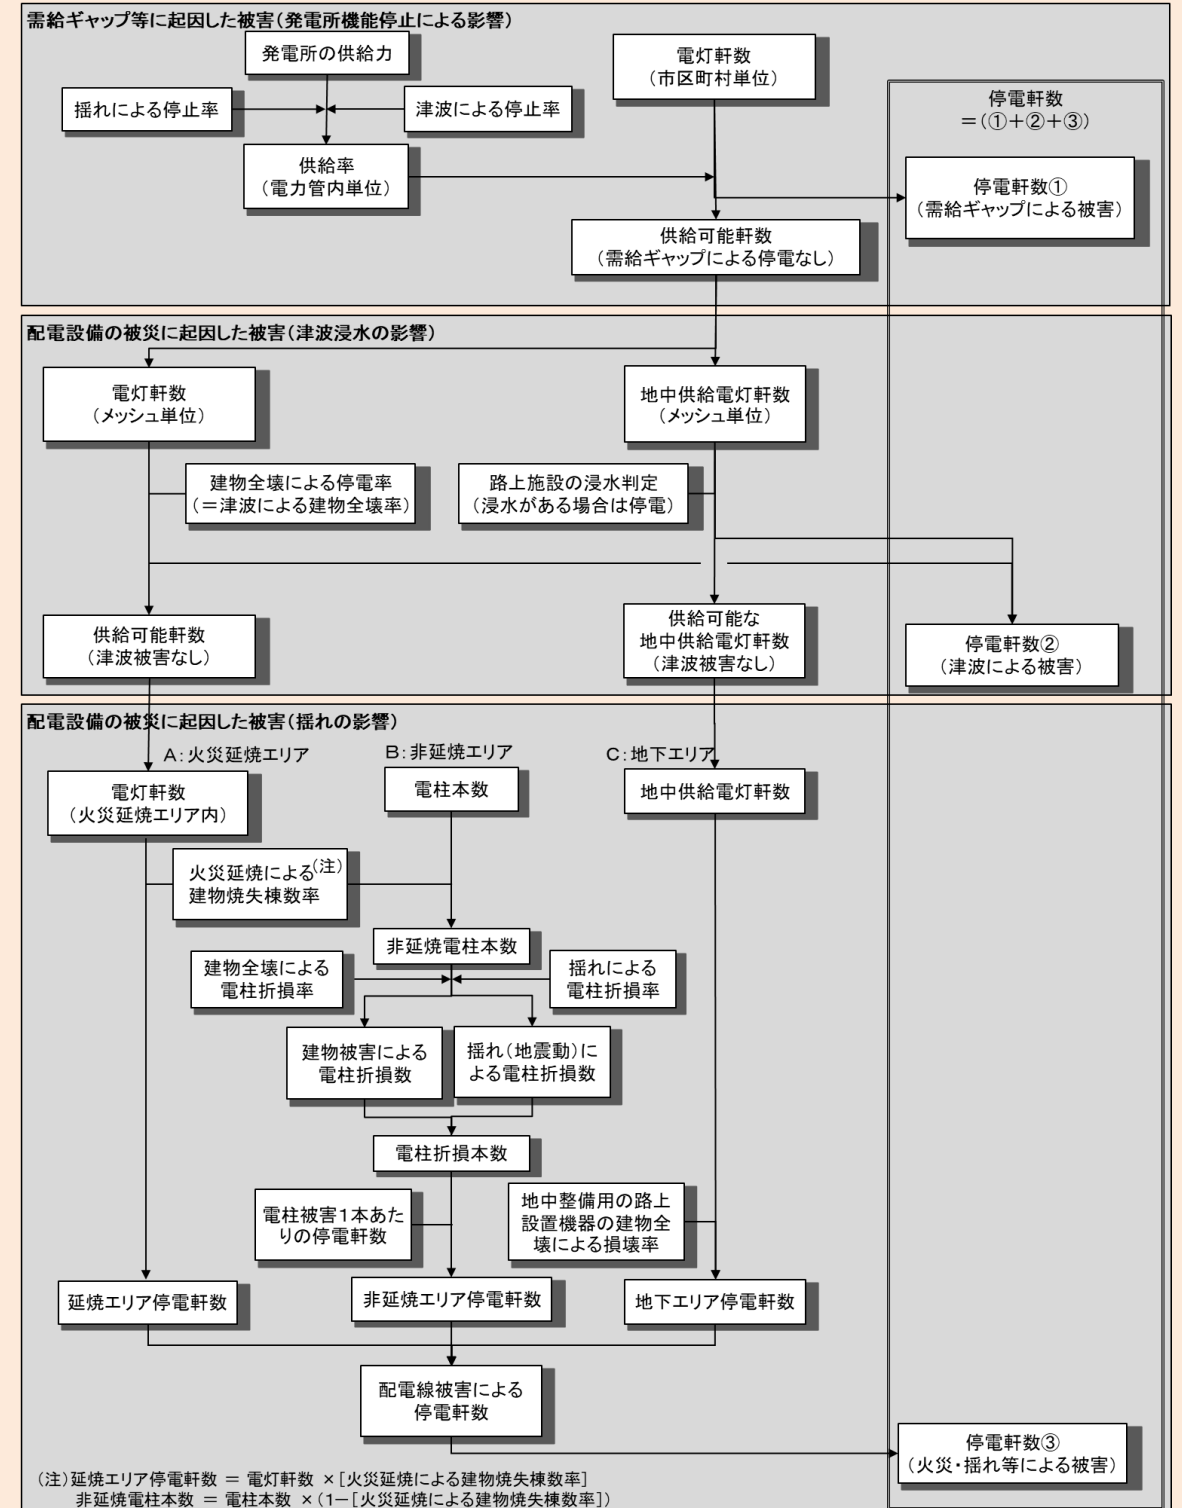 需給ギャップ等に起因した被害(発電所機能停止による影響)
発電所の供給力
電灯軒数
(市区町村単位)
揺れによる停止率
津波による停止率
停電軒数
=(①+②+③)
供給率
(電力管内単位)
停電軒数①
(需給ギャップによる被害)
供給可能軒数
(需給ギャップによる停電なし)
配電設備の被災に起因した被害(津波浸水の影響)
電灯軒数
(メッシュ単位)
地中供給電灯軒数
(メッシュ単位)
建物全壊による停電率
(=津波による建物全壊率)
路上施設の浸水判定
(浸水がある場合は停電)
供給可能軒数
(津波被害なし)
供給可能な
地中供給電灯軒数
(津波被害なし)
停電軒数②
(津波による被害)
配電設備の被災に起因した被害(揺れの影響)
A:火災延焼エリア
B:非延焼エリア
C:地下エリア
電灯軒数
(火災延焼エリア内)
電柱本数
地中供給電灯軒数
火災延焼による(注)
建物焼失棟数率
非延焼電柱本数
建物全壊による
電柱折損率
揺れによる
電柱折損率
建物被害による
電柱折損数
揺れ(地震動)に
よる電柱折損数
電柱折損本数
電柱被害1本あた
りの停電軒数
地中整備用の路上
設置機器の建物全
壊による損壊率
延焼エリア停電軒数
非延焼エリア停電軒数
地下エリア停電軒数
配電線被害による
停電軒数
停電軒数③
(火災・揺れ等による被害)
(注)延焼エリア停電軒数 = 電灯軒数 ×[火災延焼による建物焼失棟数率]
非延焼電柱本数 = 電柱本数 ×(1-[火災延焼による建物焼失棟数率])